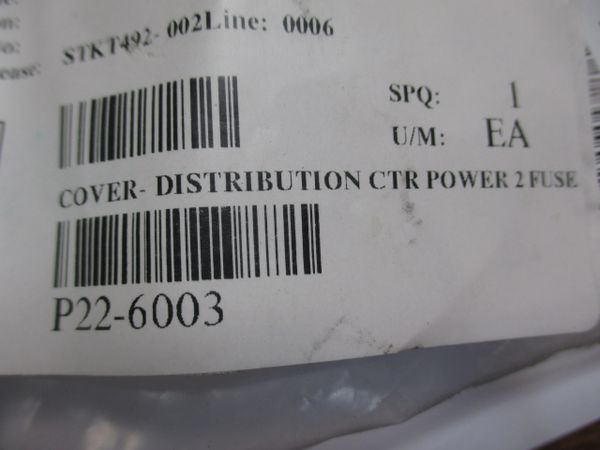 STKT492- 002Line: 0006
SPQ: 1
U/M: EA
COVER- DISTRIBUTION CTR POWER 2 FUSE
P22-6003